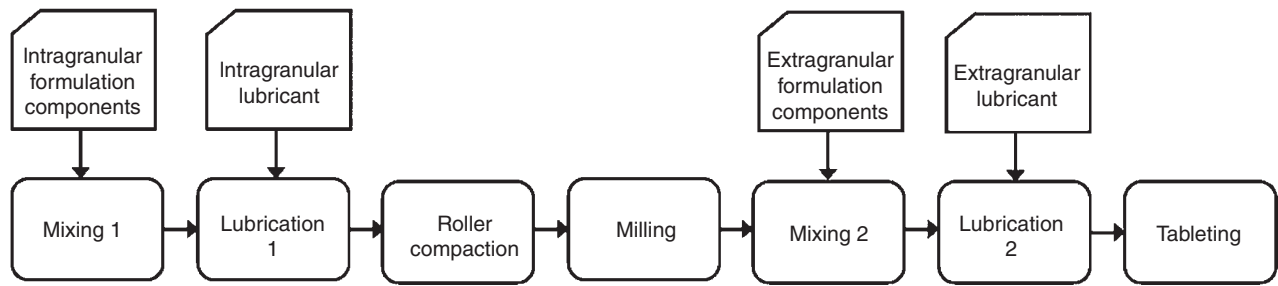 Intragranular
formulation
components
Intragranular
lubricant
Extragranular
formulation
components
Extragranular
lubricant
Mixing 1
Lubrication
1
Roller
compaction
Milling
Mixing 2
Lubrication
2
Tableting